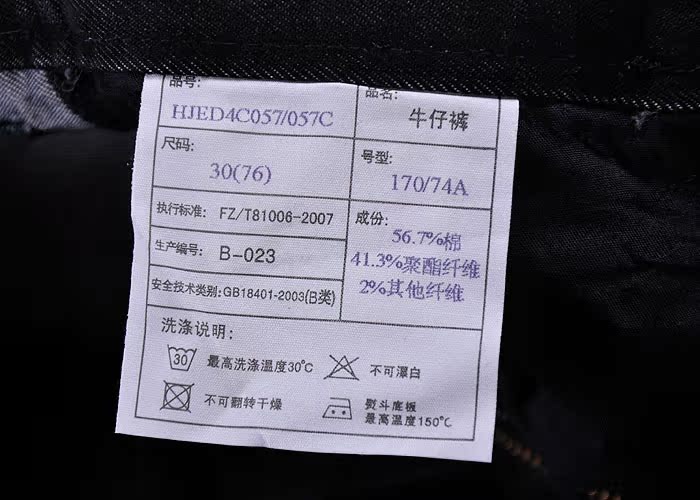 品号:
HJED4C057/057C
品名:
牛仔裤
尺码:
30(76)
号型:
170/74A
执行标准: FZ/T81006-2007
生产编号: B-023
安全技术类别:GB18401-2003(B类)
成份:
56.7%棉
41.3%聚酯纤维
2%其他纤维
洗涤说明:
30 最高洗涤温度30℃
不可漂白
不可翻转干燥
熨斗底板
最高温度150℃